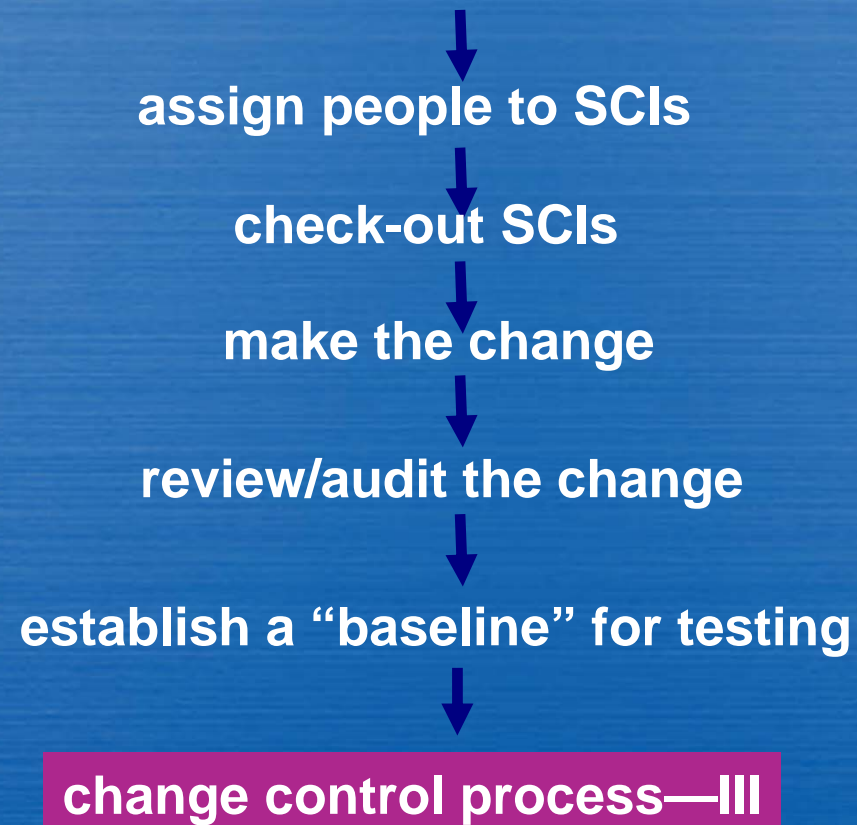 assign people to SCIs
check-out SCIs
make the change
review/audit the change
establish a “baseline” for testing
change control process—III